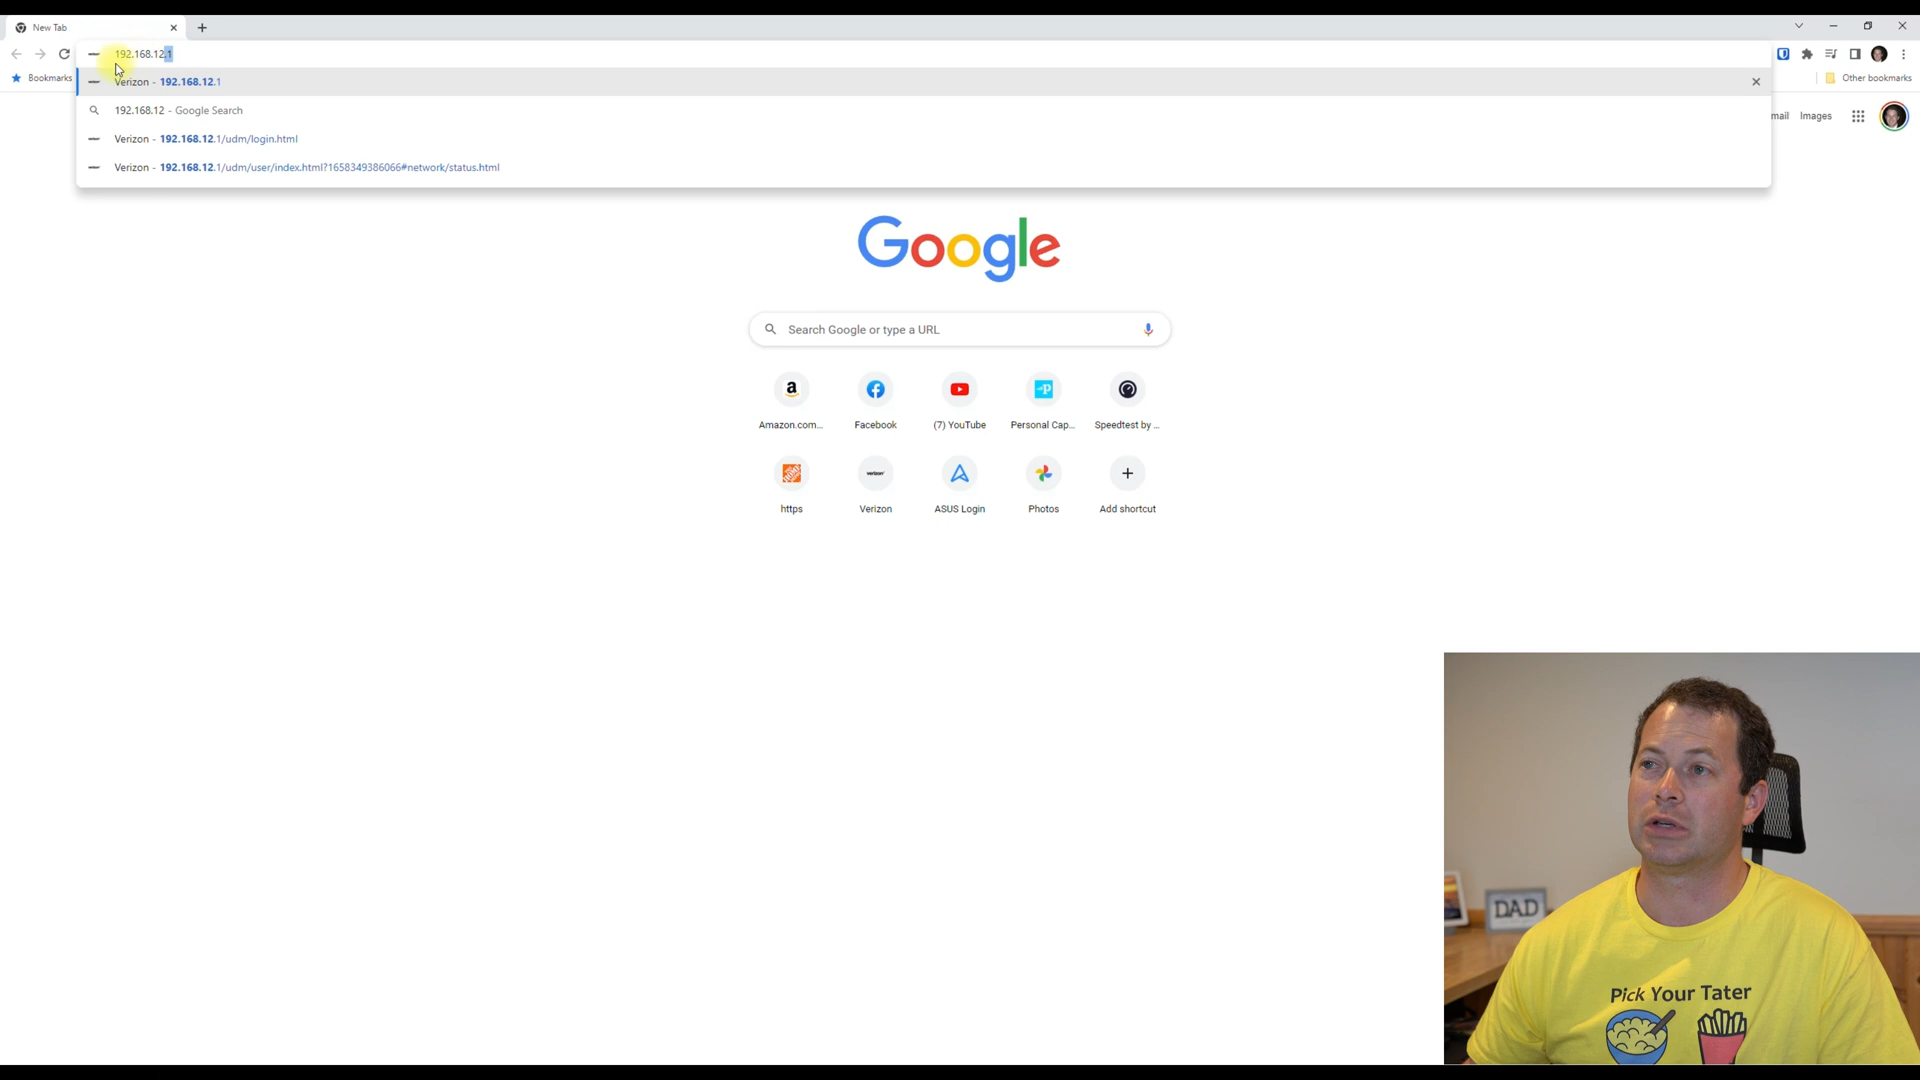 New Tab
192.168.12.1
Verizon - 192.168.12.1
192.168.12 - Google Search
Verizon - 192.168.12.1/udm/login.html
Verizon - 192.168.12.1/udm/user/index.html?1658349386066#network/status.html
Bookmarks
Other bookmarks
mail Images
Google
Search Google or type a URL
Amazon.com...
Facebook
(7) YouTube
Personal Cap...
Speedtest by ...
https
Verizon
ASUS Login
Photos
Add shortcut
DAD
Pick Your Tater